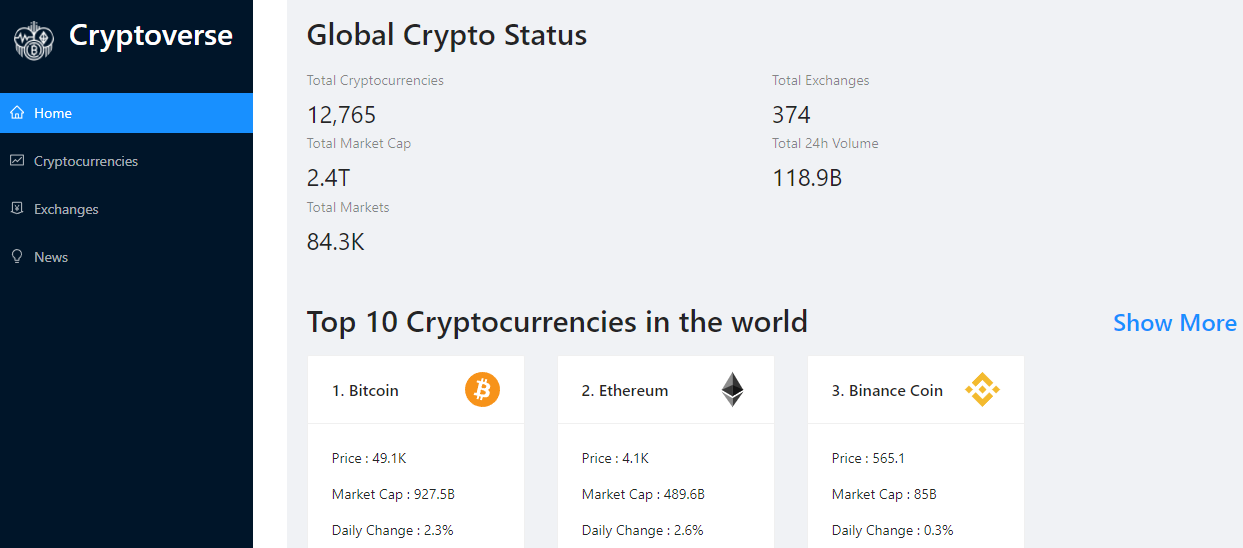 Cryptoverse
Home
Cryptocurrencies
Exchanges
News
Global Crypto Status
Total Cryptocurrencies
12,765
Total Exchanges
374
Total Market Cap
2.4T
Total 24h Volume
118.9B
Total Markets
84.3K
Top 10 Cryptocurrencies in the world
Show More
1. Bitcoin
Price : 49.1K
Market Cap : 927.5B
Daily Change : 2.3%
2. Ethereum
Price : 4.1K
Market Cap : 489.6B
Daily Change : 2.6%
3. Binance Coin
Price : 565.1
Market Cap : 85B
Daily Change : 0.3%